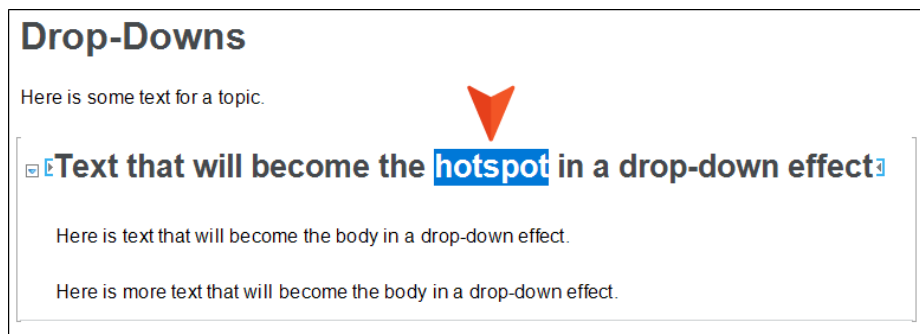 Drop-Downs
Here is some text for a topic.
Text that will become the hotspot in a drop-down effect
Here is text that will become the body in a drop-down effect.
Here is more text that will become the body in a drop-down effect.